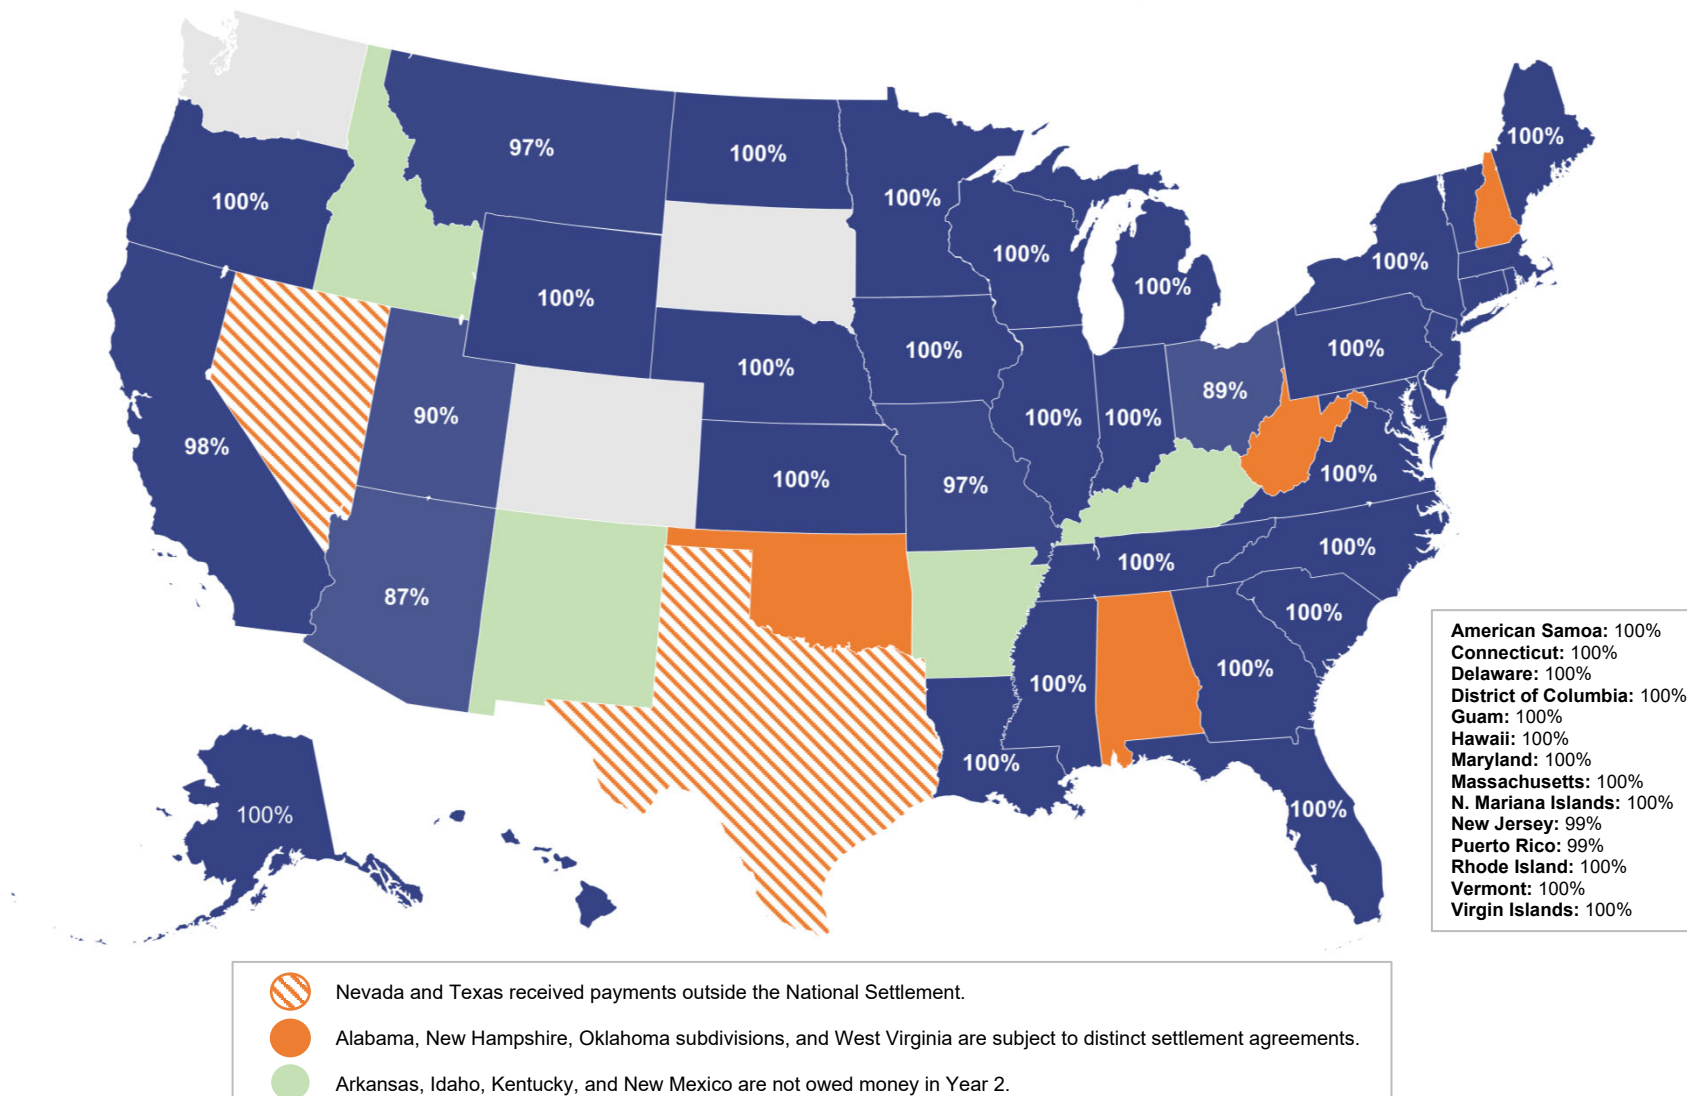 100%
97%
100%
100%
100%
100%
100%
100%
100%
100%
100%
100%
100%
89%
90%
100%
100%
98%
100%
97%
100%
100%
100%
87%
100%
100%
100%
100%
100%
100%
100%
100%
American Samoa: 100%
Connecticut: 100%
Delaware: 100%
District of Columbia: 100%
Guam: 100%
Hawaii: 100%
Maryland: 100%
Massachusetts: 100%
N. Mariana Islands: 100%
New Jersey: 99%
Puerto Rico: 99%
Rhode Island: 100%
Vermont: 100%
Virgin Islands: 100%
Nevada and Texas received payments outside the National Settlement.
Alabama, New Hampshire, Oklahoma subdivisions, and West Virginia are subject to distinct settlement agreements.
Arkansas, Idaho, Kentucky, and New Mexico are not owed money in Year 2.